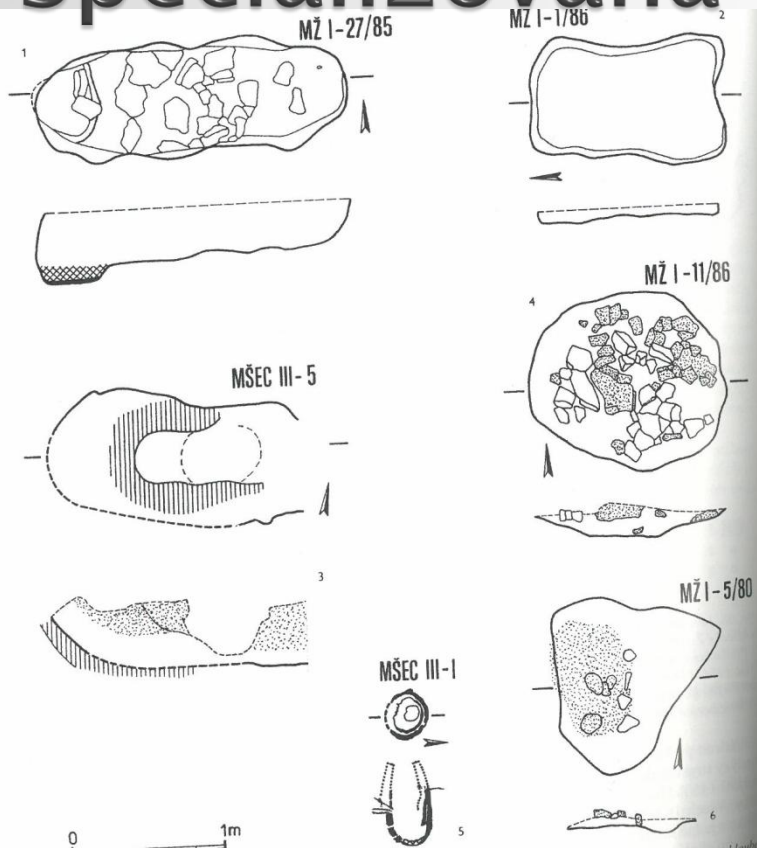 specializovaná
1
MŽ I-27/85
MŽ I-1/86
2
MŽ I-11/86
4
MŠEC III-5
3
MŽ I-5/80
MŠEC III-I
5
6
0
1m